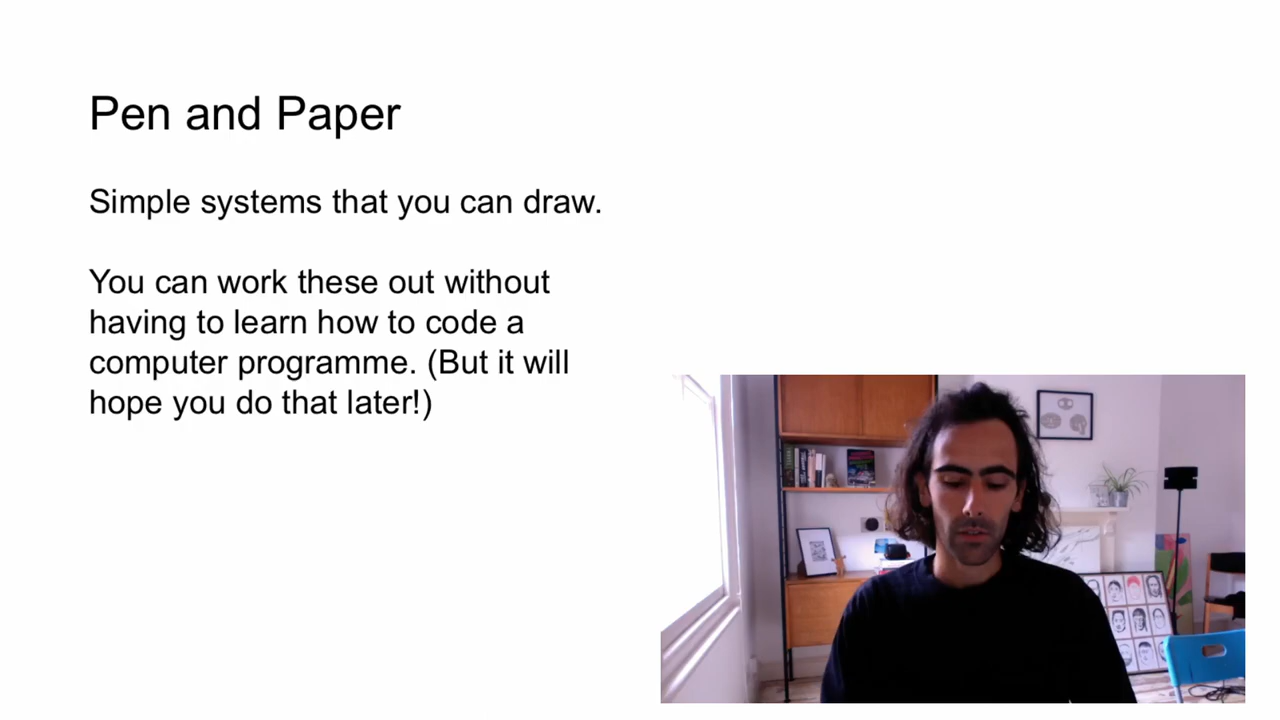 Pen and Paper
Simple systems that you can draw.
You can work these out without
having to learn how to code a
computer programme. (But it will
hope you do that later!)